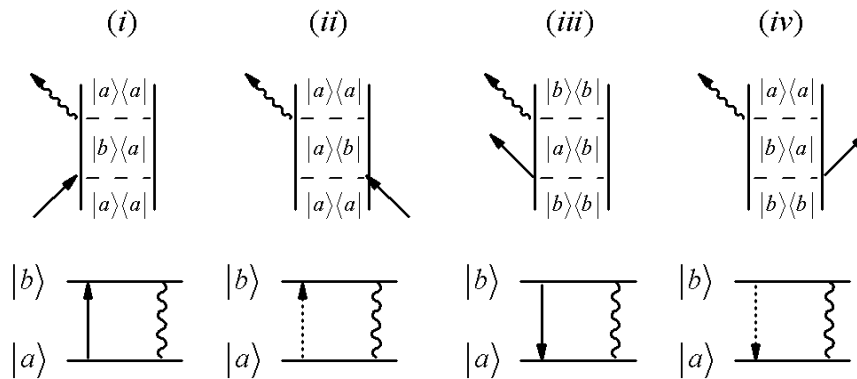 (i) (ii) (iii) (iv)
|a⟩⟨a| |a⟩⟨a| |b⟩⟨b| |a⟩⟨a|
|b⟩⟨a| |a⟩⟨b| |a⟩⟨b| |b⟩⟨a|
|a⟩⟨a| |a⟩⟨a| |b⟩⟨b| |b⟩⟨b|
|b⟩ |b⟩ |b⟩ |b⟩
|a⟩ |a⟩ |a⟩ |a⟩